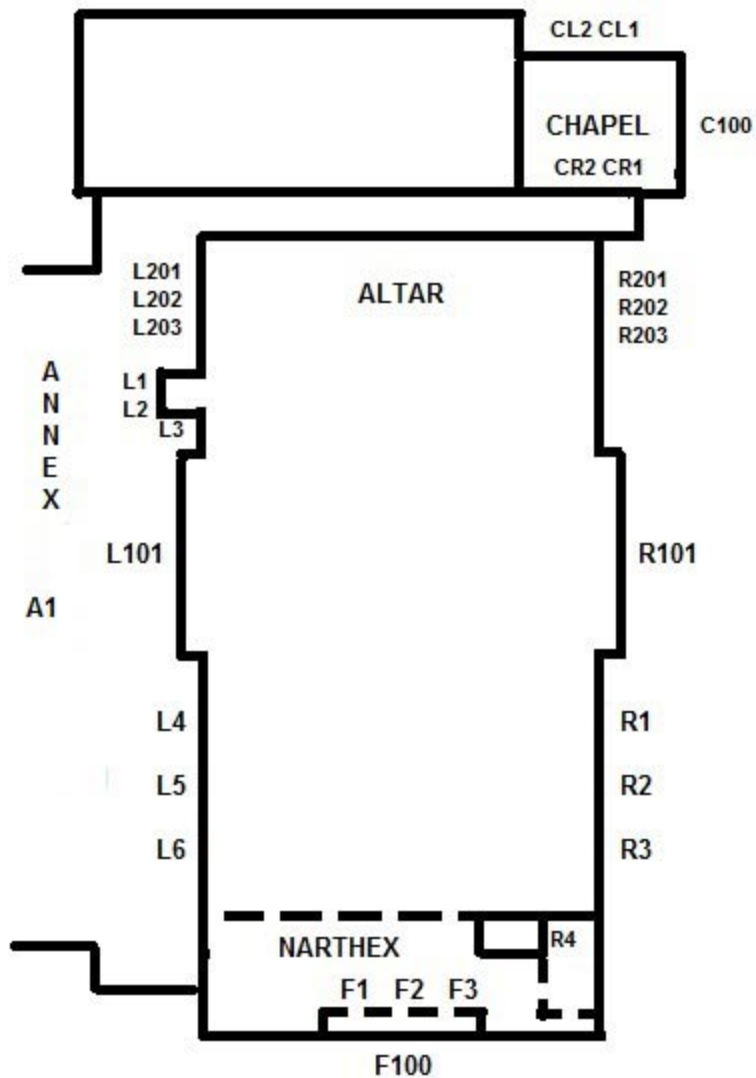 CL2 CL1
CHAPEL
C100
CR2 CR1
L201
L202
L203
ALTAR
R201
R202
R203
L1
L2
L3
A
N
N
E
X
L101
R101
A1
L4
R1
L5
R2
L6
R3
NARTHEX
R4
F1 F2 F3
F100